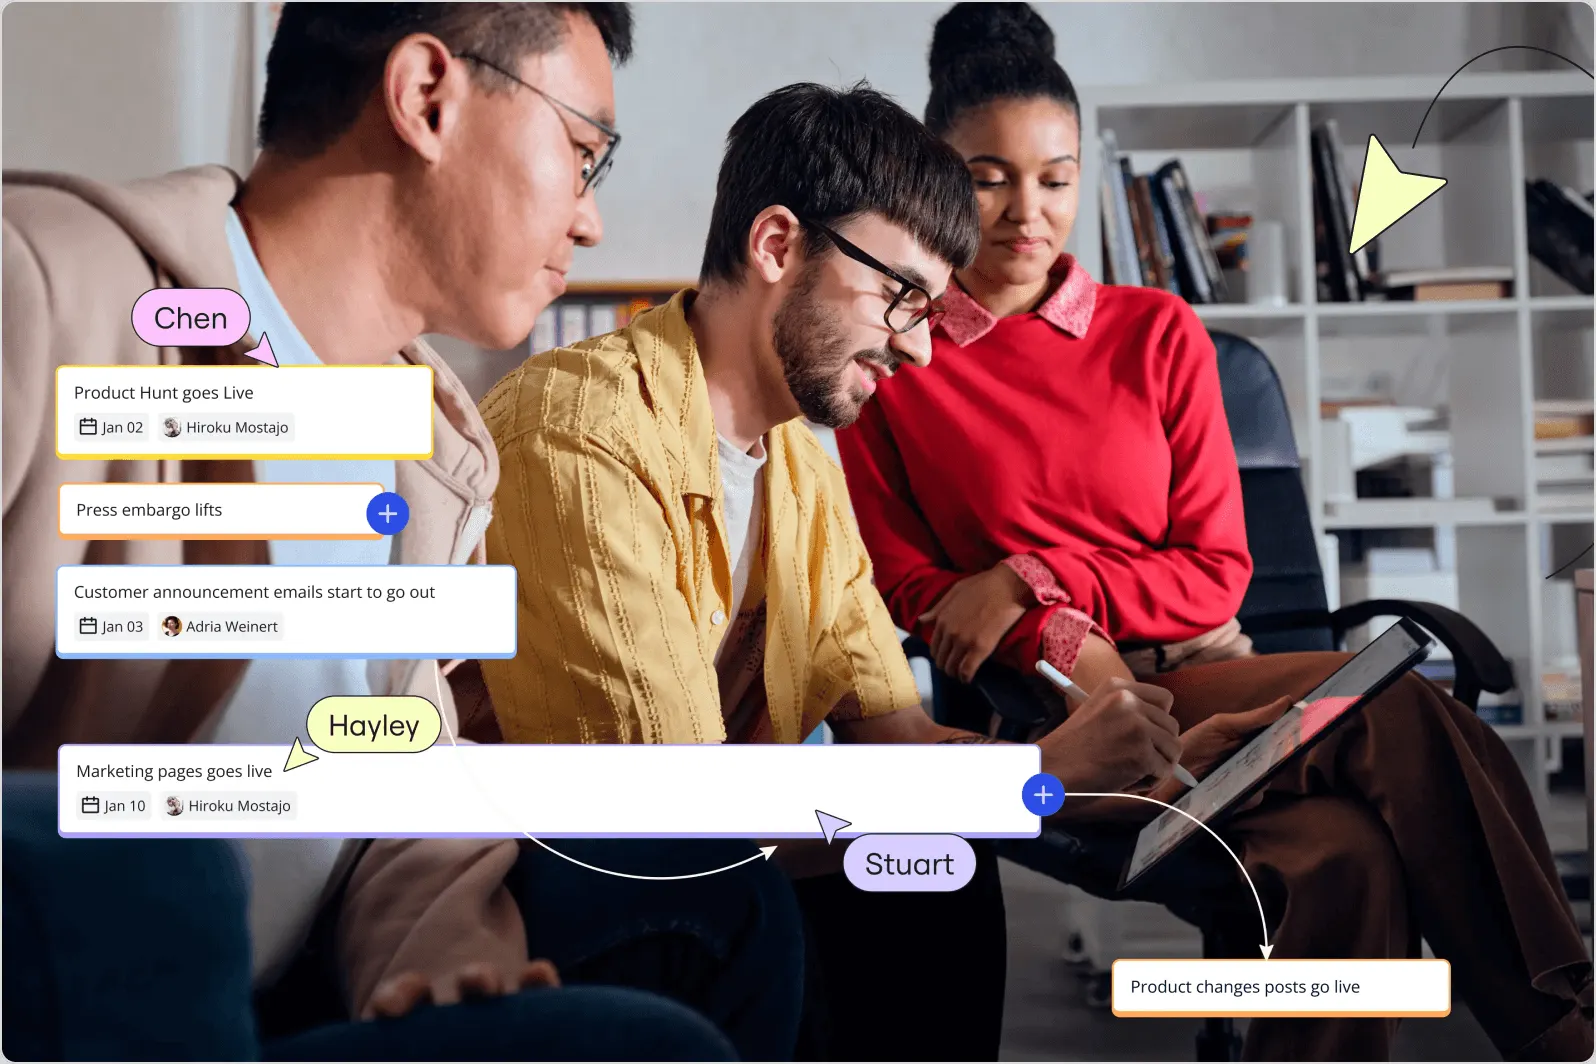 Chen
Product Hunt goes Live
Jan 02 Hiroku Mostajo
Press embargo lifts
Customer announcement emails start to go out
Jan 03 Adria Weinert
Hayley
Marketing pages goes live
Jan 10 Hiroku Mostajo
Stuart
Product changes posts go live